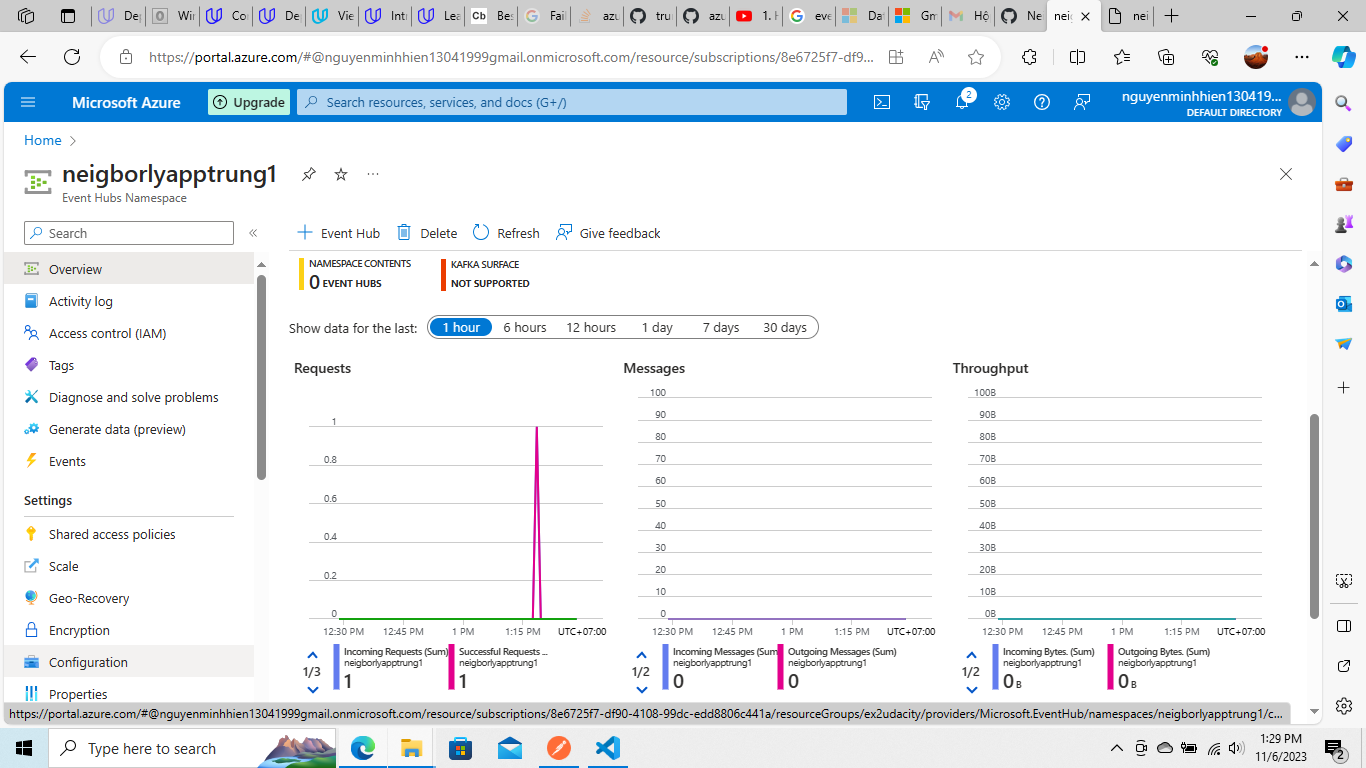 Dep
Win
Co
De
Vie
Int
Lea
Cb Bes
Fai
azu
tru
azu
1. H
eve
Da
Gm
Hộ
Ne
neig
nei
https://portal.azure.com/#@nguyenminhhien13041999gmail.onmicrosoft.com/resource/subscriptions/8e6725f7-df9...
Microsoft Azure
Upgrade
Search resources, services, and docs (G+/)
2
nguyenminhhien130419...
DEFAULT DIRECTORY
Home
neigborlyapptrung1
Event Hubs Namespace
Search
Event Hub
Delete
Refresh
Give feedback
Overview
Activity log
Access control (IAM)
Tags
Diagnose and solve problems
Generate data (preview)
Events
Settings
Shared access policies
Scale
Geo-Recovery
Encryption
Configuration
Properties
NAMESPACE CONTENTS
0 EVENT HUBS
KAFKA SURFACE
NOT SUPPORTED
Show data for the last:
1 hour
6 hours
12 hours
1 day
7 days
30 days
Requests
1
0.8
0.6
0.4
0.2
0
12:30 PM 12:45 PM 1 PM 1:15 PM UTC+07:00
1/3
Incoming Requests (Sum)
neigborlyapptrung1
1
Successful Requests ...
neigborlyapptrung1
1
Messages
100
90
80
70
60
50
40
30
20
10
0
12:30 PM 12:45 PM 1 PM 1:15 PM UTC+07:00
1/2
Incoming Messages (Sum)
neigborlyapptrung1
0
Outgoing Messages (Sum)
neigborlyapptrung1
0
Throughput
100B
90B
80B
70B
60B
50B
40B
30B
20B
10B
0B
12:30 PM 12:45 PM 1 PM 1:15 PM UTC+07:00
1/2
Incoming Bytes. (Sum)
neigborlyapptrung1
0 B
Outgoing Bytes. (Sum)
neigborlyapptrung1
0 B
https://portal.azure.com/#@nguyenminhhien13041999gmail.onmicrosoft.com/resource/subscriptions/8e6725f7-df90-4108-99dc-edd8806c441a/resourceGroups/ex2udacity/providers/Microsoft.EventHub/namespaces/neigborlyapptrung1/c...
Type here to search
1:29 PM
11/6/2023
2